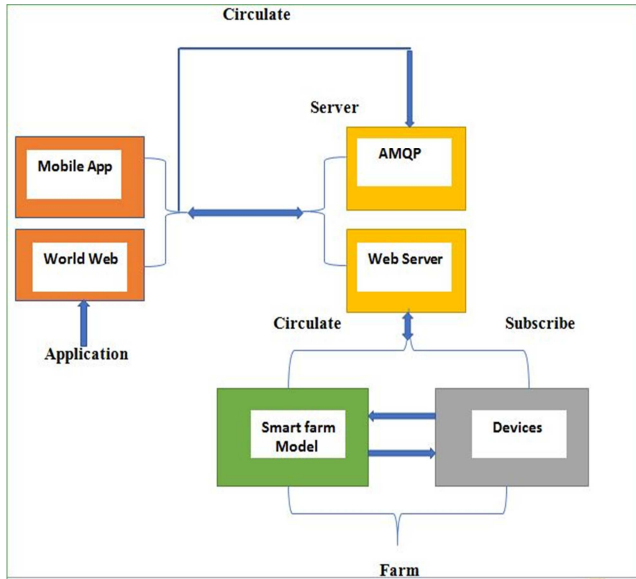 Circulate
Server
Mobile App
AMQP
World Web
Web Server
Application
Circulate
Subscribe
Smart farm
Model
Devices
Farm